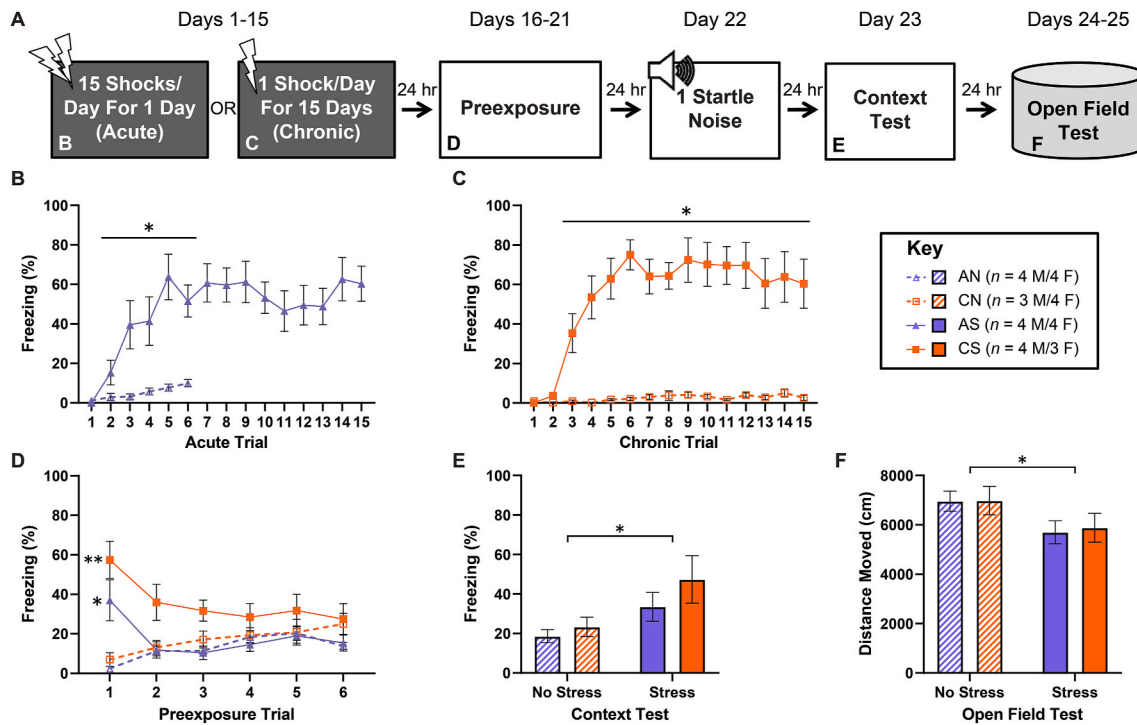 A
Days 1-15
Days 16-21
Day 22
Day 23
Days 24-25
15 Shocks/
Day For 1 Day
(Acute)
B
OR
1 Shock/Day
For 15 Days
(Chronic)
C
24 hr
Preexposure
D
24 hr
1 Startle
Noise
24 hr
Context
Test
E
24 hr
Open Field
Test
F
B
Freezing (%)
100
80
60
40
20
0
*
1 2 3 4 5 6 7 8 9 10 11 12 13 14 15
Acute Trial
C
Freezing (%)
100
80
60
40
20
0
*
1 2 3 4 5 6 7 8 9 10 11 12 13 14 15
Chronic Trial
Key
AN (n = 4 M/4 F)
CN (n = 3 M/4 F)
AS (n = 4 M/4 F)
CS (n = 4 M/3 F)
D
Freezing (%)
100
80
60
40
20
0
**
*
1 2 3 4 5 6
Preexposure Trial
E
Freezing (%)
100
80
60
40
20
0
*
No Stress Stress
Context Test
F
Distance Moved (cm)
8000
6000
4000
2000
0
*
No Stress Stress
Open Field Test